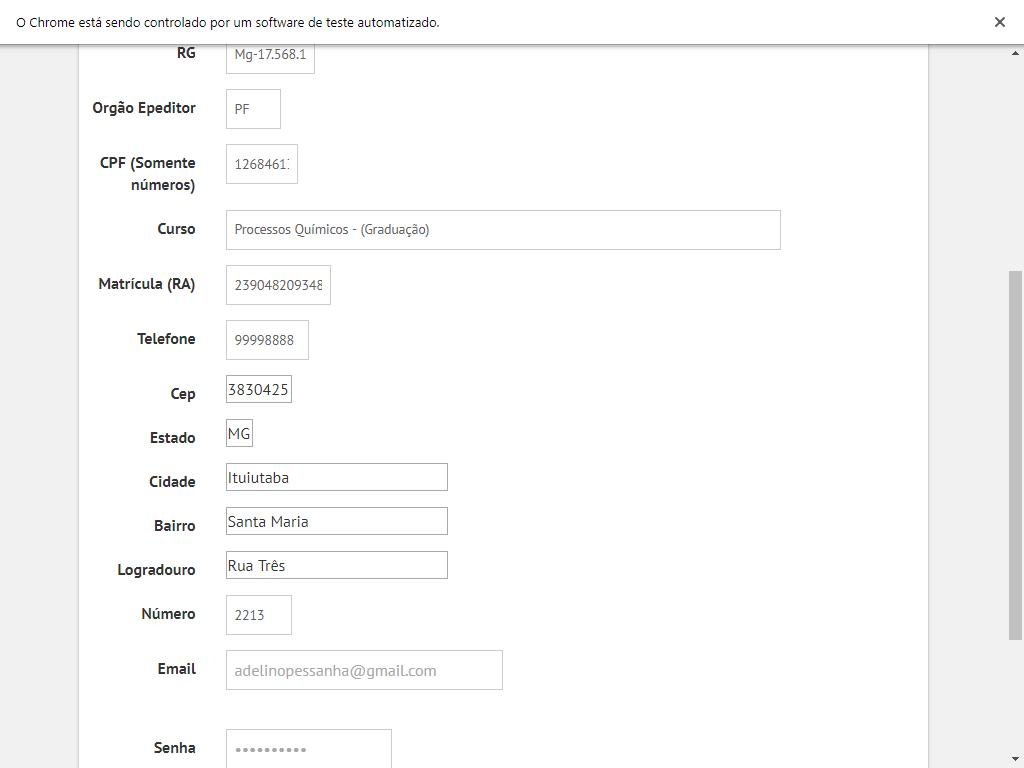 O Chrome está sendo controlado por um software de teste automatizado.
RG
Mg-17.568.1
Orgão Epeditor
PF
CPF (Somente
números)
Curso
Processos Químicos - (Graduação)
Matrícula (RA)
239048209348
Telefone
99998888
Cep
3830425
Estado
MG
Cidade
Ituiutaba
Bairro
Santa Maria
Logradouro
Rua Três
Número
2213
Email
adelinopessanha@gmail.com
Senha
••••••••••